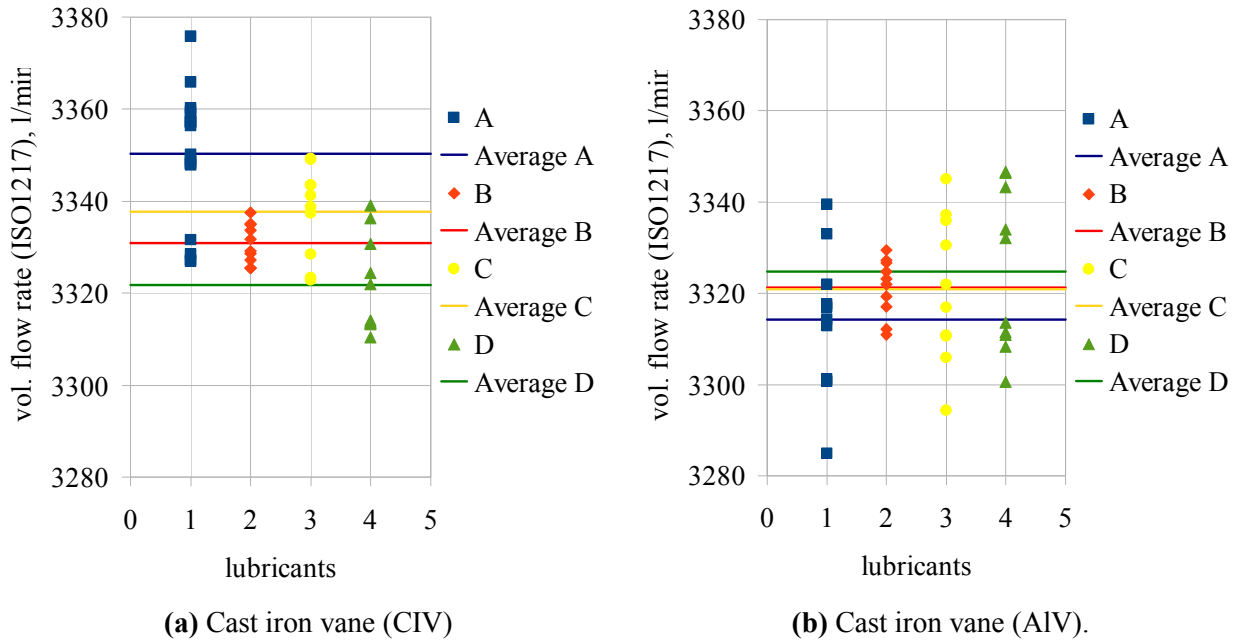 vol. flow rate (ISO1217), l/min
3380
3360
3340
3320
3300
3280
0 1 2 3 4 5
lubricants
A
Average A
B
Average B
C
Average C
D
Average D
(a) Cast iron vane (CIV)
vol. flow rate (ISO1217), l/min
3380
3360
3340
3320
3300
3280
0 1 2 3 4 5
lubricants
A
Average A
B
Average B
C
Average C
D
Average D
(b) Cast iron vane (AlV).